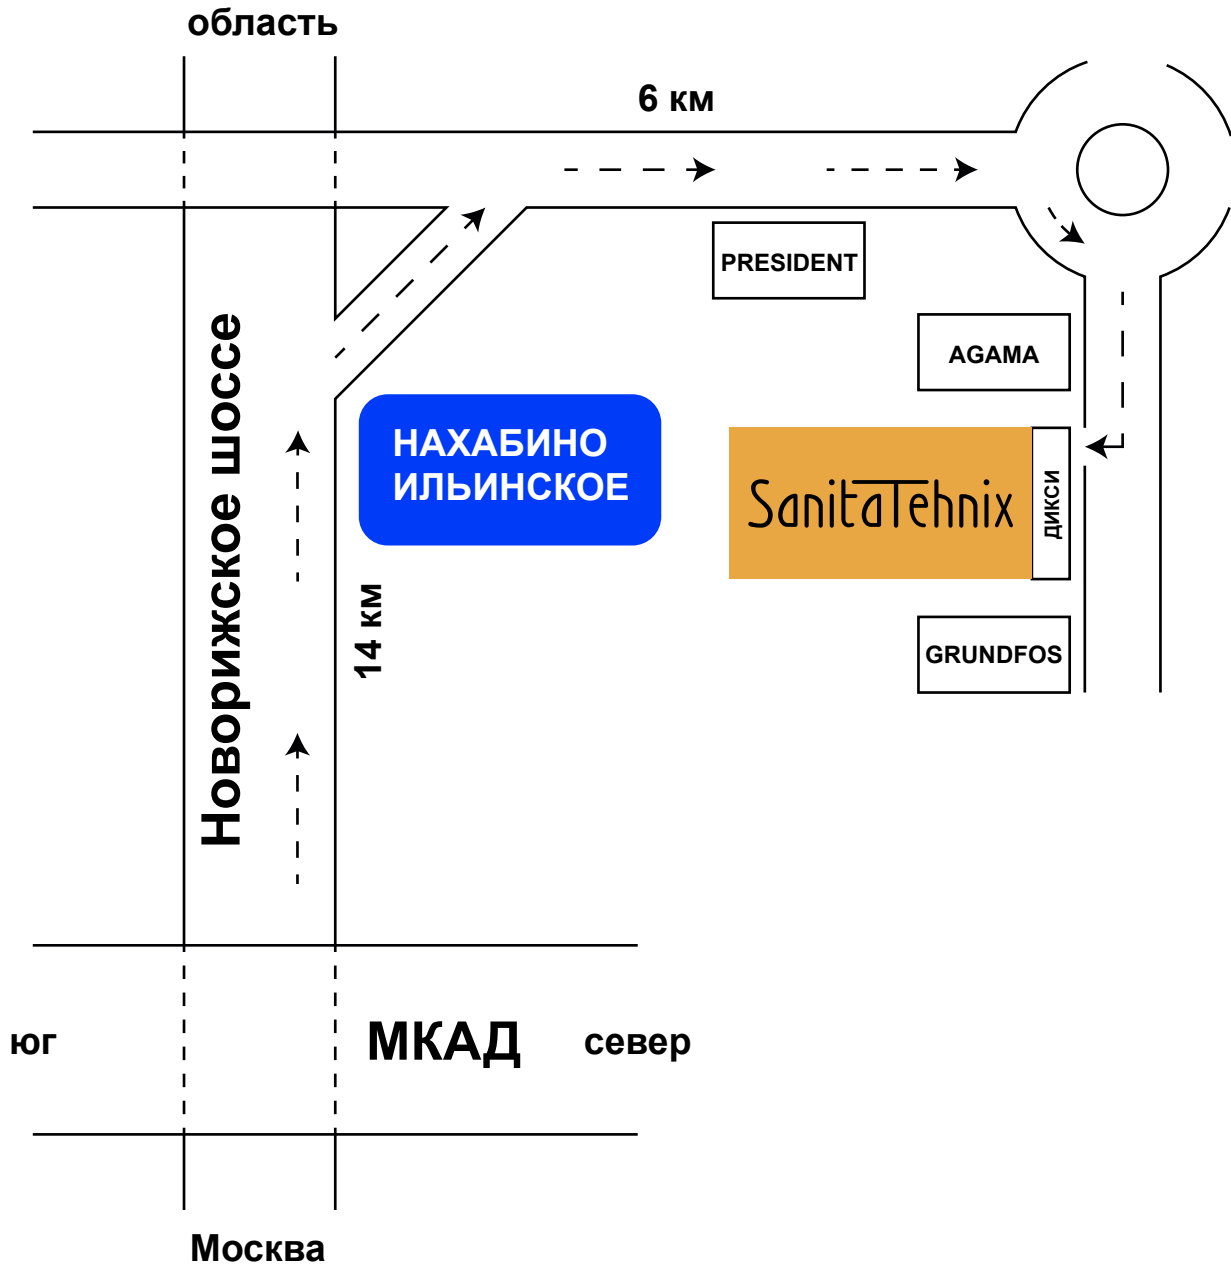 область
6 км
PRESIDENT
AGAMA
Новорижское шоссе
НАХАБИНО
ИЛЬИНСКОЕ
SanitaTehnix
ДИКСИ
14 км
GRUNDFOS
юг
МКАД
север
Москва